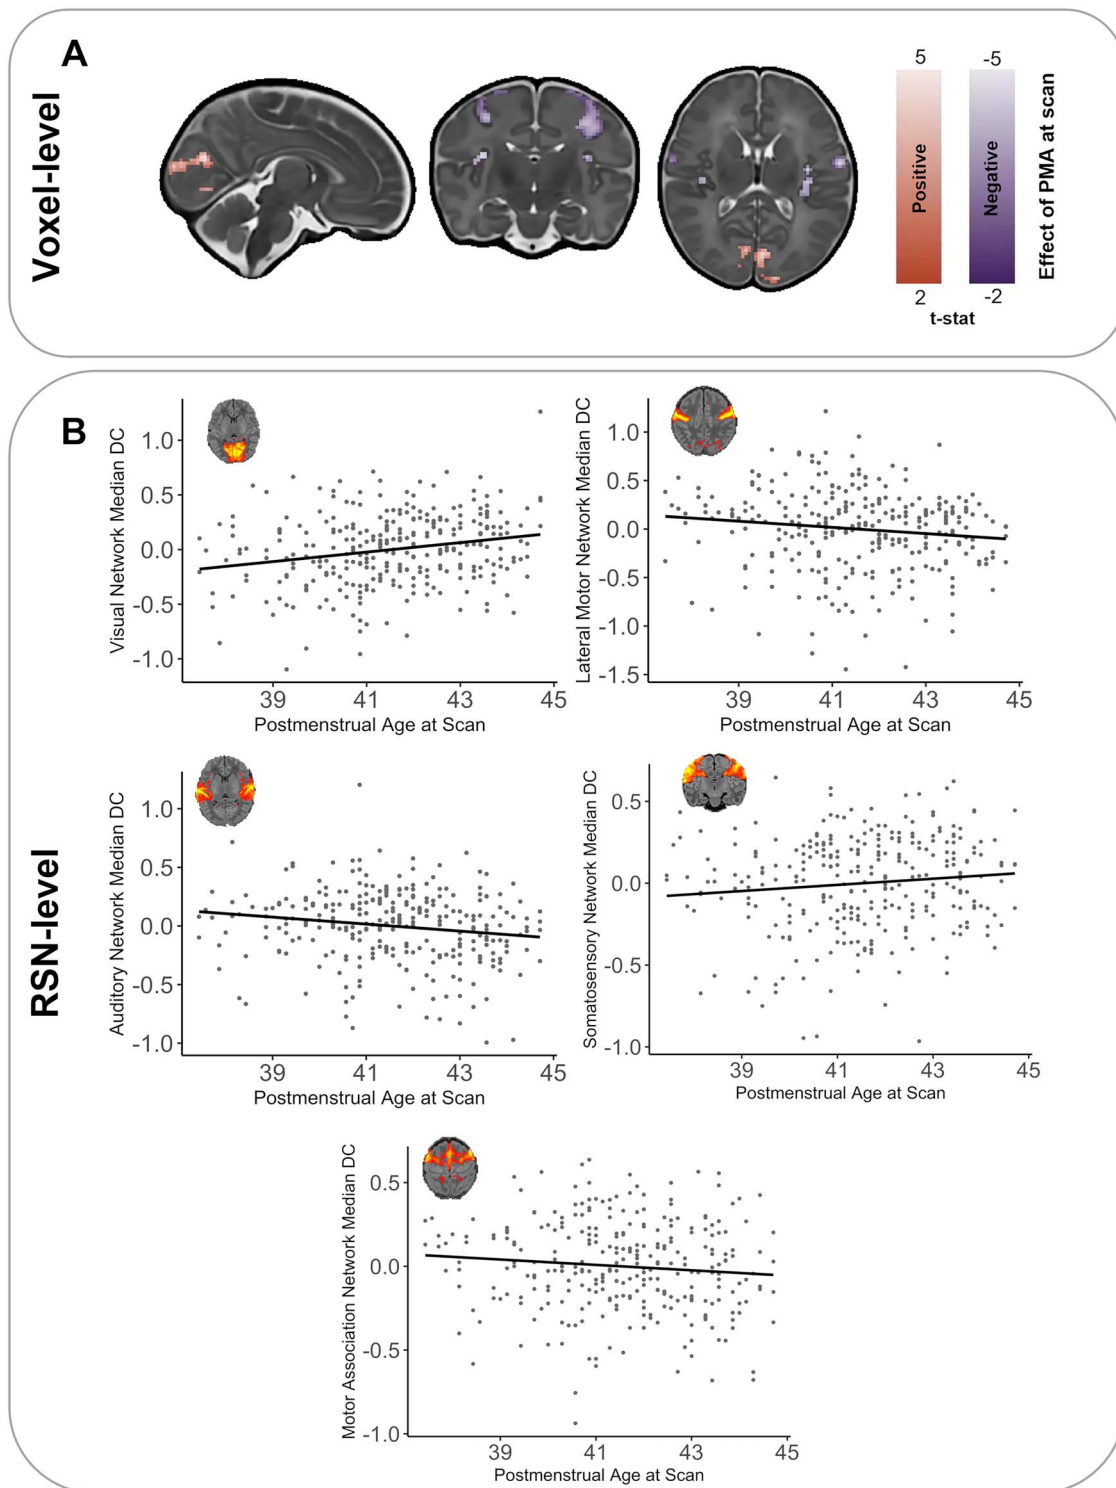 A
Voxel-level
5
-5
Positive
Negative
2
-2
t-stat
Effect of PMA at scan
B
RSN-level
Visual Network Median DC
1.0
0.5
0.0
-0.5
-1.0
39 41 43 45
Postmenstrual Age at Scan
Lateral Motor Network Median DC
1.0
0.5
0.0
-0.5
-1.0
-1.5
39 41 43 45
Postmenstrual Age at Scan
Auditory Network Median DC
1.0
0.5
0.0
-0.5
-1.0
39 41 43 45
Postmenstrual Age at Scan
Somatosensory Network Median DC
0.5
0.0
-0.5
-1.0
39 41 43 45
Postmenstrual Age at Scan
Motor Association Network Median DC
0.5
0.0
-0.5
-1.0
39 41 43 45
Postmenstrual Age at Scan